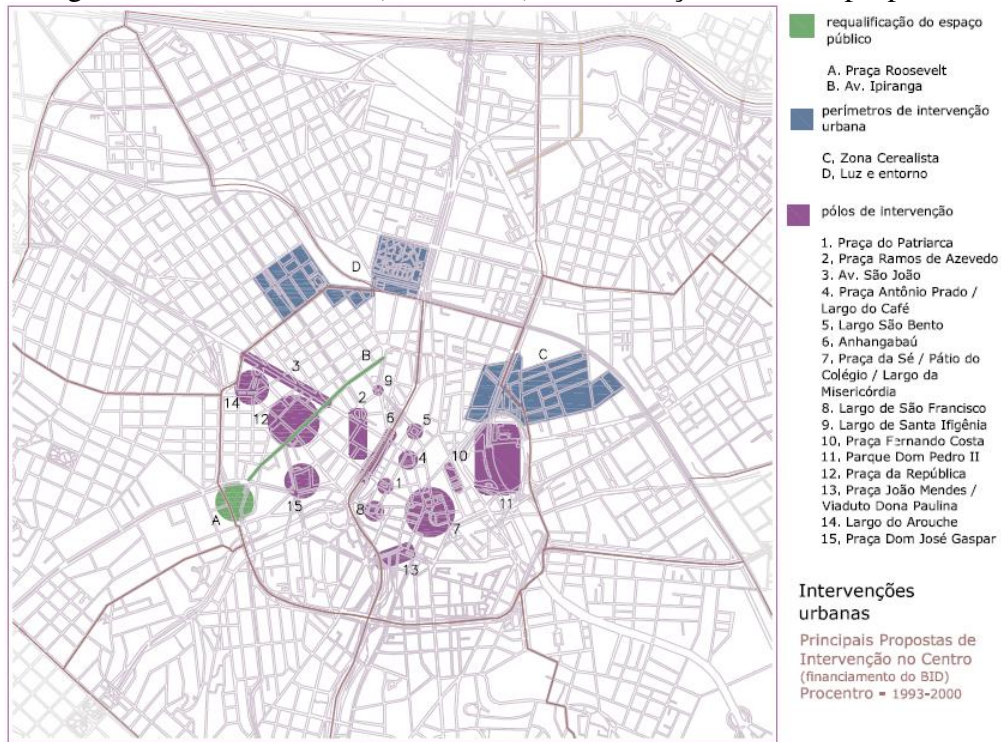 requalificação do espaço
público
A. Praça Roosevelt
B. Av. Ipiranga
perímetros de intervenção
urbana
C, Zona Cerealista
D, Luz e entorno
pólos de intervenção
1. Praça do Patriarca
2, Praça Ramos de Azevedo
3. Av. São João
4. Praça Antônio Prado /
Largo do Café
5, Largo São Bento
6, Anhangabaú
7, Praça da Sé / Pátio do
Colégio / Largo da
Misericórdia
8, Largo de São Francisco
9, Largo de Santa Ifigênia
10, Praça Fernando Costa
11, Parque Dom Pedro II
12, Praça da República
13, Praça João Mendes /
Viaduto Dona Paulina
14. Largo do Arouche
15, Praça Dom José Gaspar
Intervenções
urbanas
Principais Propostas de
Intervenção no Centro
(financiamento do BID)
Procentro - 1993-2000
D
B
C
3
9
14
2
12
6
5
4
10
15
1
11
A
8
7
13